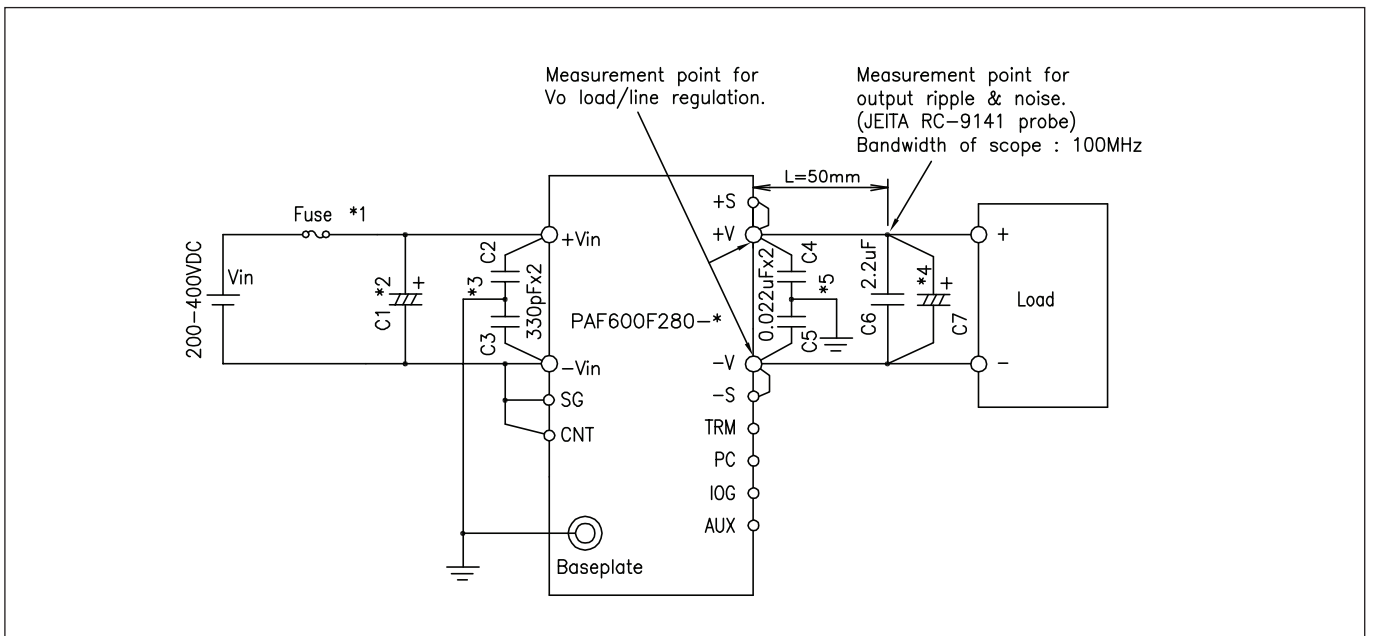 Measurement point for
Vo load/line regulation.
Measurement point for
output ripple & noise.
(JEITA RC-9141 probe)
Bandwidth of scope : 100MHz
L=50mm
Fuse *1
200-400VDC
Vin
C1
*2
+
+Vin
C2
*3
330pFx2
C3
-Vin
SG
CNT
PAF600F280-*
Baseplate
+S
+V
-V
-S
TRM
PC
IOG
AUX
0.022uFx2
C4
*5
C5
2.2uF
C6
*4
+
C7
+
Load
-